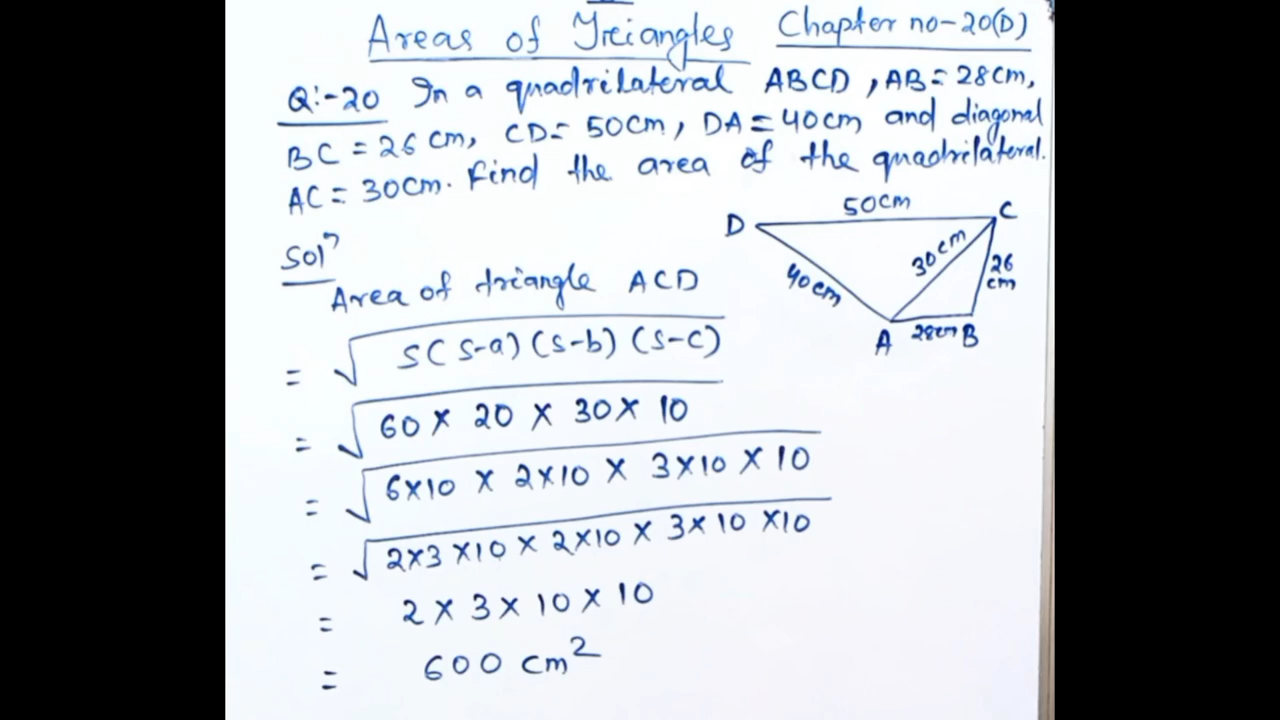 Areas of Triangles Chapter no-20(D)
Q:-20 In a quadrilateral ABCD, AB = 28cm,
BC = 26 cm, CD = 50cm, DA = 40cm and diagonal
AC = 30cm. Find the area of the quadrilateral.
Solⁿ
Area of triangle ACD
= √S(S-a)(S-b)(S-c)
= √60 × 20 × 30 × 10
= √6×10 × 2×10 × 3×10 × 10
= √2×3×10 × 2×10 × 3×10×10
= 2 × 3 × 10 × 10
= 600 cm²
50cm
D
C
40cm
30cm
26
cm
A
28cm
B